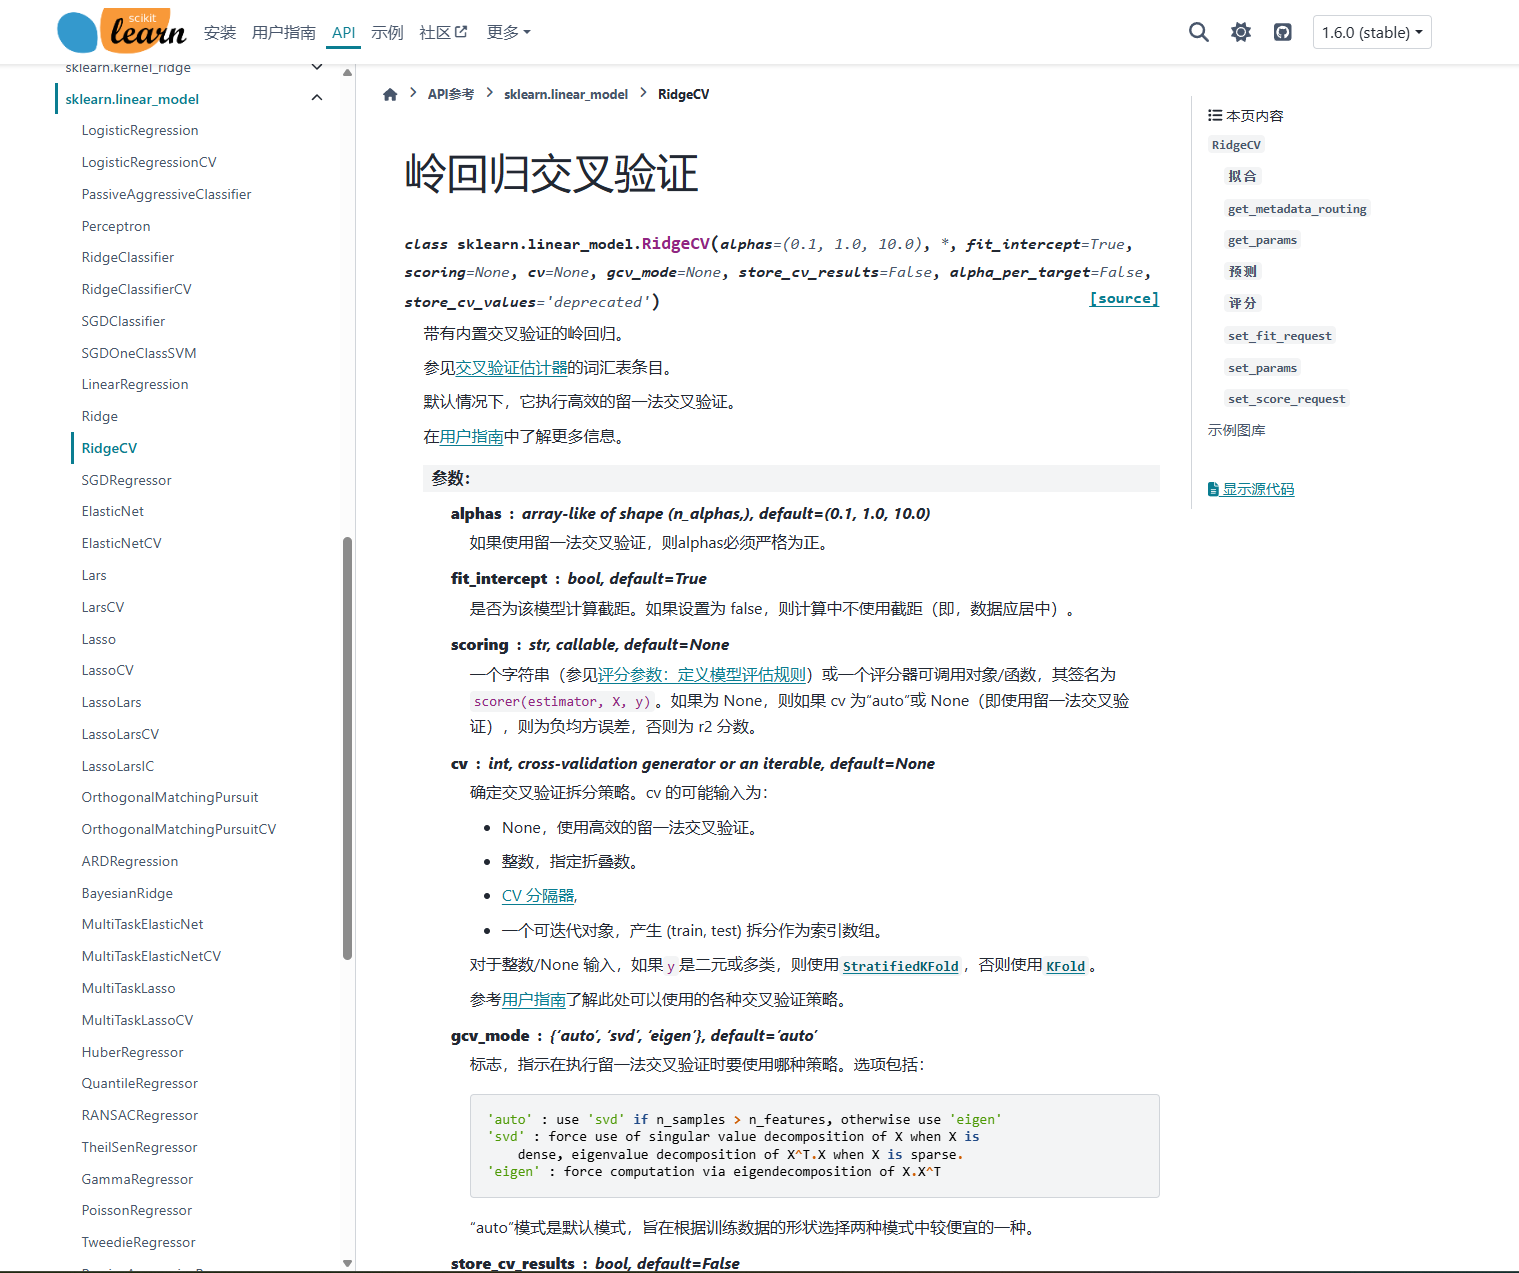 scikit
learn
安装
用户指南
API
示例
社区
更多
1.6.0 (stable)
sklearn.kernel_ridge
sklearn.linear_model
LogisticRegression
LogisticRegressionCV
PassiveAggressiveClassifier
Perceptron
RidgeClassifier
RidgeClassifierCV
SGDClassifier
SGDOneClassSVM
LinearRegression
Ridge
RidgeCV
SGDRegressor
ElasticNet
ElasticNetCV
Lars
LarsCV
Lasso
LassoCV
LassoLars
LassoLarsCV
LassoLarsIC
OrthogonalMatchingPursuit
OrthogonalMatchingPursuitCV
ARDRegression
BayesianRidge
MultiTaskElasticNet
MultiTaskElasticNetCV
MultiTaskLasso
MultiTaskLassoCV
HuberRegressor
QuantileRegressor
RANSACRegressor
TheilSenRegressor
GammaRegressor
PoissonRegressor
TweedieRegressor
API参考 > sklearn.linear_model > RidgeCV
岭回归交叉验证
class sklearn.linear_model.RidgeCV(alphas=(0.1, 1.0, 10.0), *, fit_intercept=True,
scoring=None, cv=None, gcv_mode=None, store_cv_results=False, alpha_per_target=False,
store_cv_values='deprecated') [source]
带有内置交叉验证的岭回归。
参见交叉验证估计器的词汇表条目。
默认情况下，它执行高效的留一法交叉验证。
在用户指南中了解更多信息。
参数：
alphas : array-like of shape (n_alphas,), default=(0.1, 1.0, 10.0)
如果使用留一法交叉验证，则alphas必须严格为正。
fit_intercept : bool, default=True
是否为该模型计算截距。如果设置为 false，则计算中不使用截距（即，数据应居中）。
scoring : str, callable, default=None
一个字符串（参见评分参数：定义模型评估规则）或一个评分器可调用对象/函数，其签名为
scorer(estimator, X, y)。如果为 None，则如果 cv 为“auto”或 None（即使用留一法交叉验
证），则为负均方误差，否则为 r2 分数。
cv : int, cross-validation generator or an iterable, default=None
确定交叉验证拆分策略。cv 的可能输入为：
• None，使用高效的留一法交叉验证。
• 整数，指定折叠数。
• CV 分隔器,
• 一个可迭代对象，产生 (train, test) 拆分作为索引数组。
对于整数/None 输入，如果 y 是二元或多类，则使用 StratifiedKFold，否则使用 KFold。
参考用户指南了解此处可以使用的各种交叉验证策略。
gcv_mode : {‘auto’, ‘svd’, ‘eigen’}, default=‘auto’
标志，指示在执行留一法交叉验证时要使用哪种策略。选项包括：
'auto' : use 'svd' if n_samples > n_features, otherwise use 'eigen'
'svd' : force use of singular value decomposition of X when X is
dense, eigenvalue decomposition of X^T.X when X is sparse.
'eigen' : force computation via eigendecomposition of X.X^T
“auto”模式是默认模式，旨在根据训练数据的形状选择两种模式中较便宜的一种。
store_cv_results : bool, default=False
本页内容
RidgeCV
拟合
get_metadata_routing
get_params
预测
评分
set_fit_request
set_params
set_score_request
示例图库
显示源代码